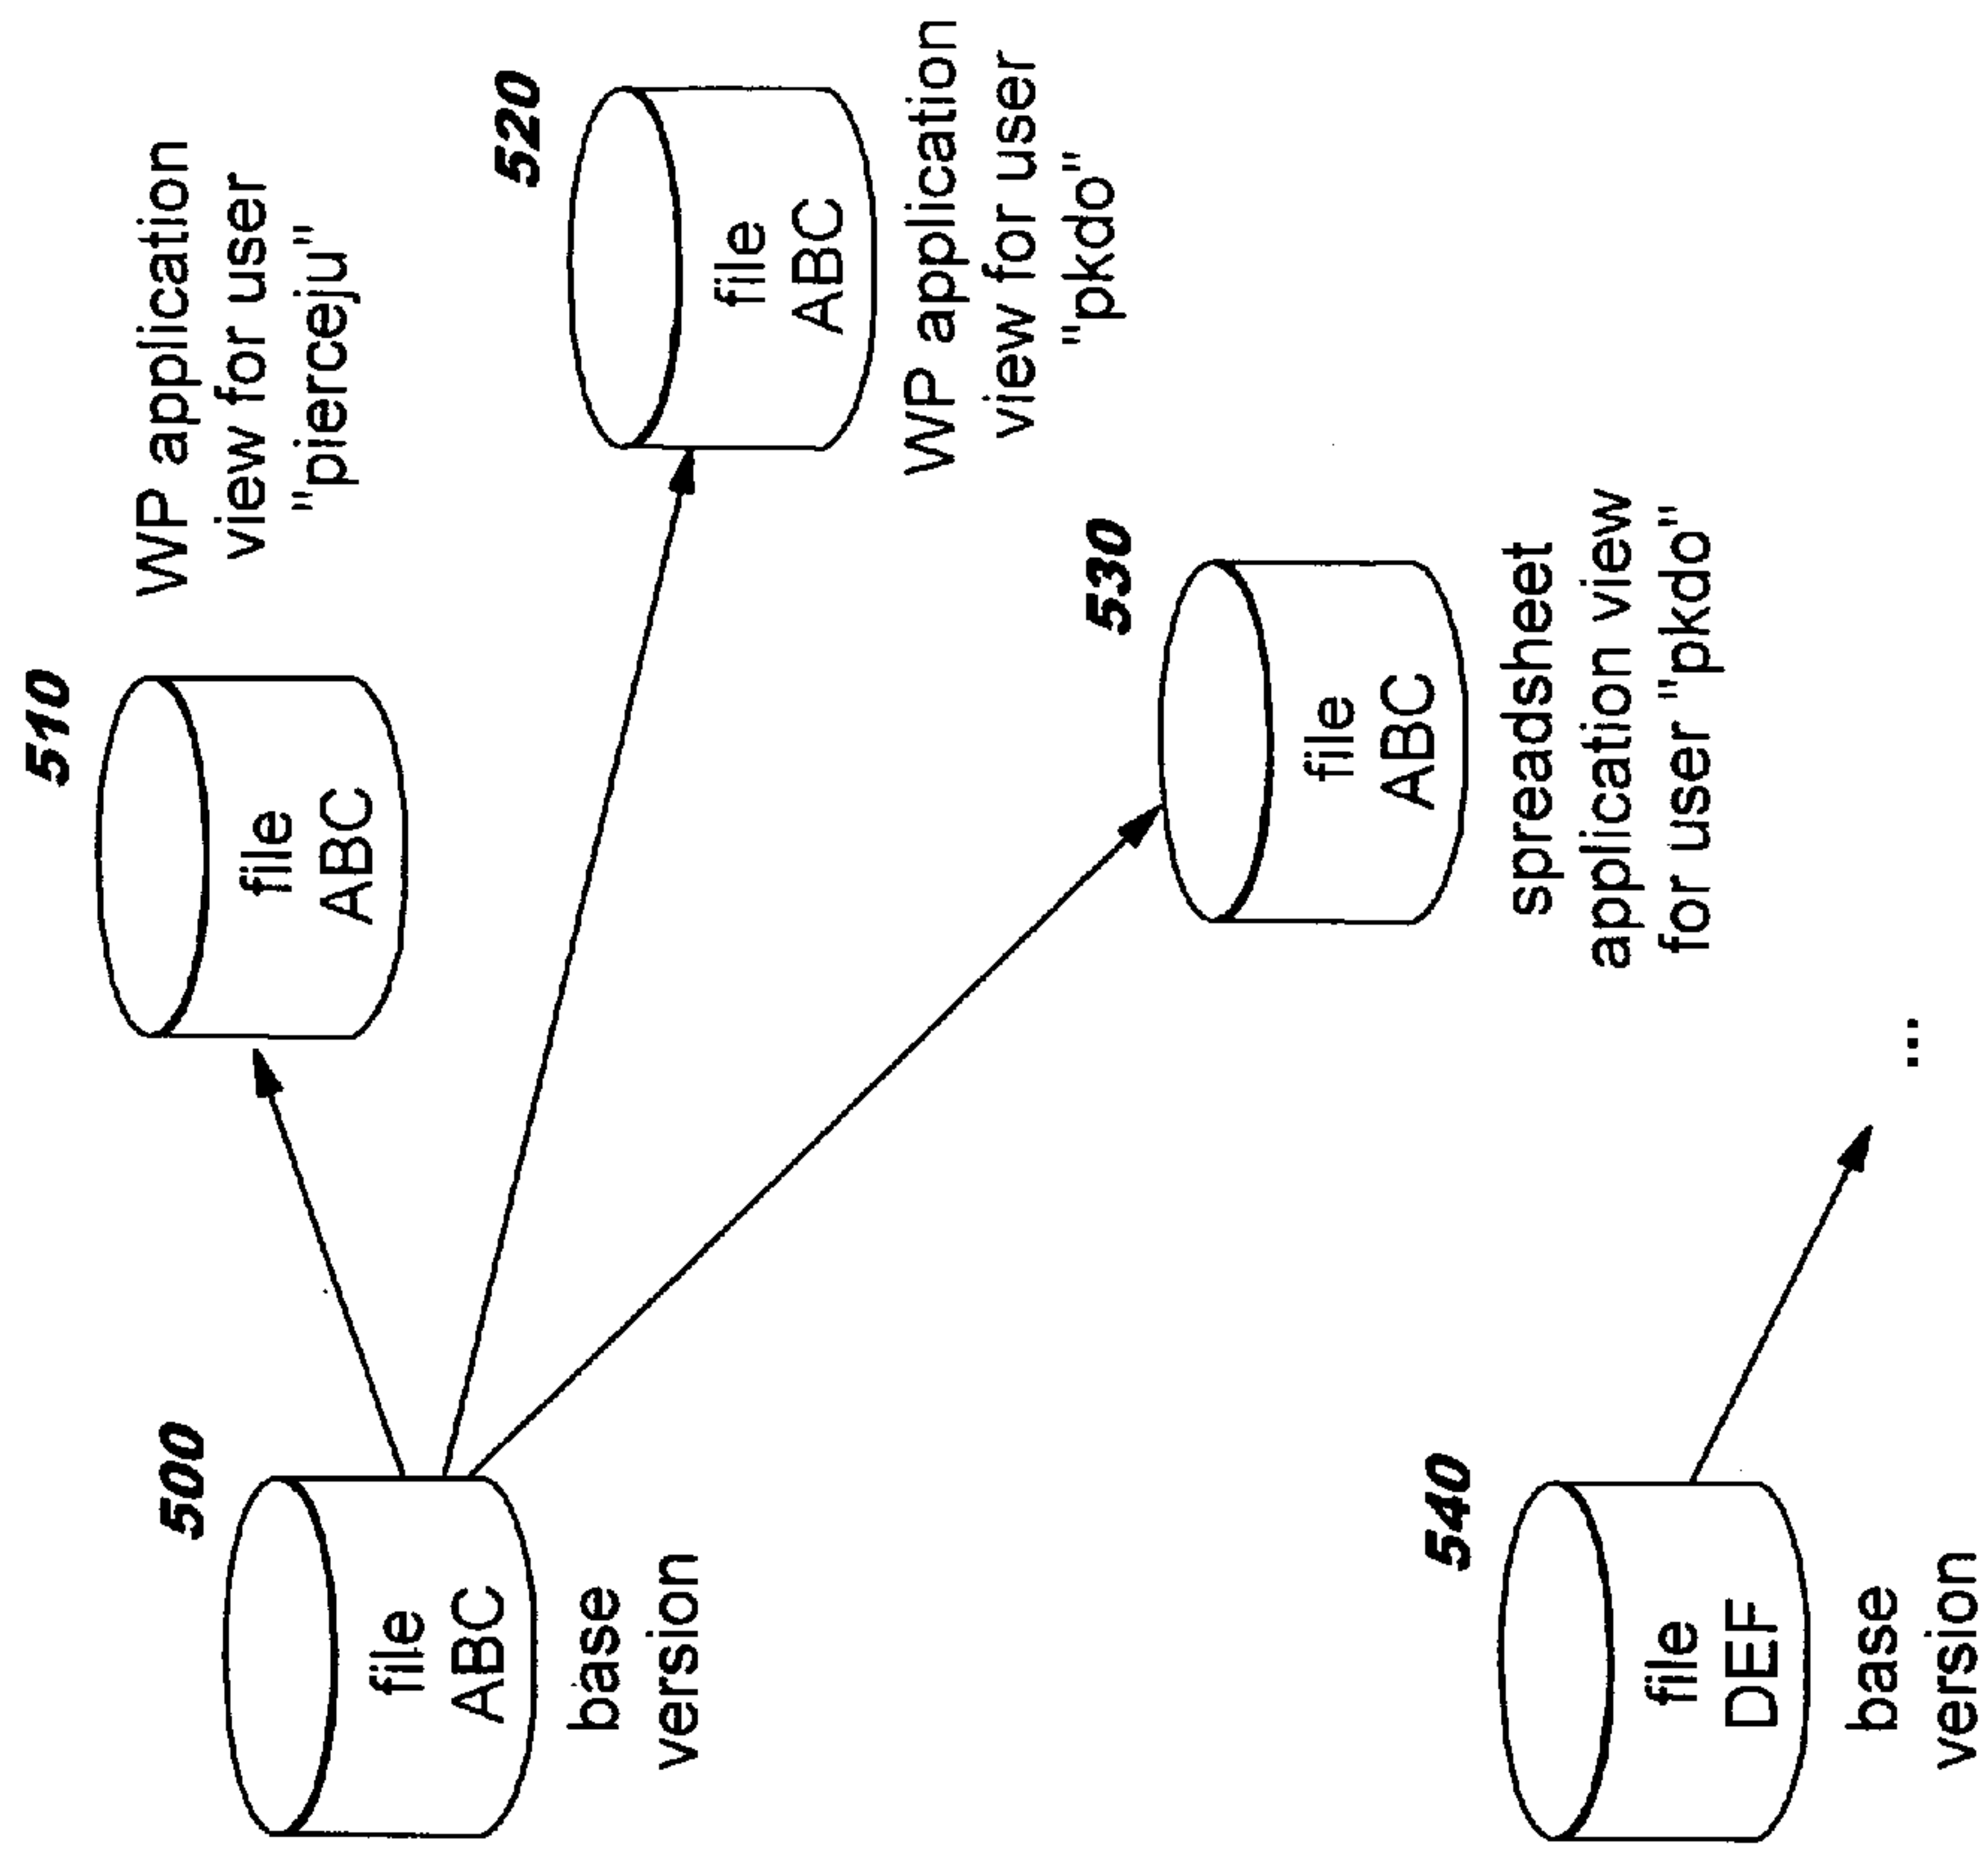 510
file
ABC
WP application
view for user
"pierceju"
500
file
ABC
base
version
520
file
ABC
WP application
view for user
"pkdo"
530
file
ABC
spreadsheet
application view
for user "pkdo"
540
file
DEF
base
version
...